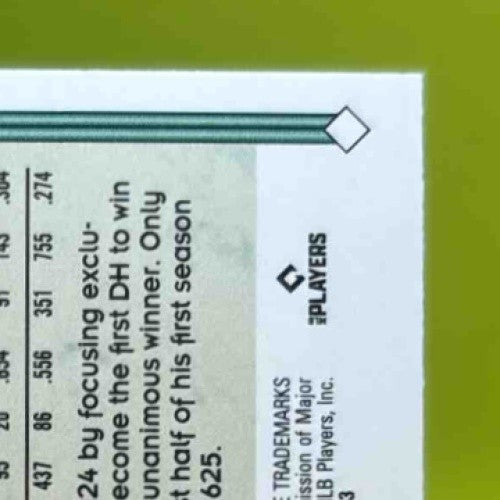 437 86 .556 351 755 .274
24 by focusing exclu-
ecome the first DH to win
unanimous winner. Only
t half of his first season
625.
PLAYERS
E TRADEMARKS
ission of Major
LB Players, Inc.
3